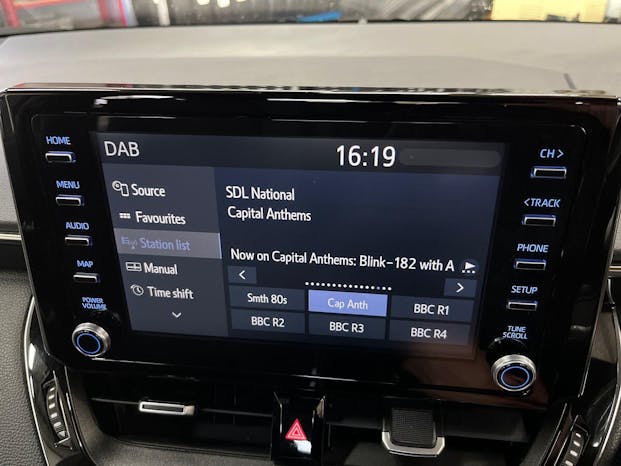 DAB
16:19
Source
Favourites
Station list
Manual
Time shift
SDL National
Capital Anthems
Now on Capital Anthems: Blink-182 with A
Smth 80s
Cap Anth
BBC R1
BBC R2
BBC R3
BBC R4
HOME
MENU
AUDIO
MAP
POWER
VOLUME
CH >
< TRACK
PHONE
SETUP
TUNE
SCROLL